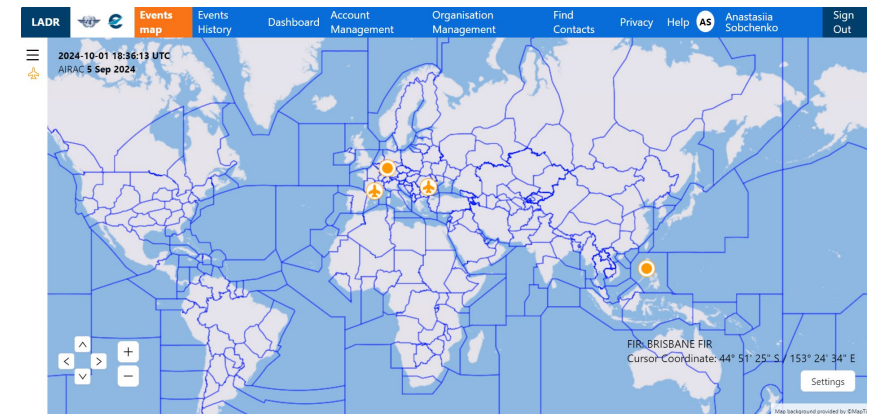 LADR
Events map
Events History
Dashboard
Account Management
Organisation Management
Find Contacts
Privacy
Help
AS
Anastasiia Sobchenko
Sign Out
2024-10-01 18:36:13 UTC
AIRAC 5 Sep 2024
FIR: BRISBANE FIR
Cursor Coordinate: 44° 51' 25" S / 153° 24' 34" E
Settings
Map background provided by ©MapTi